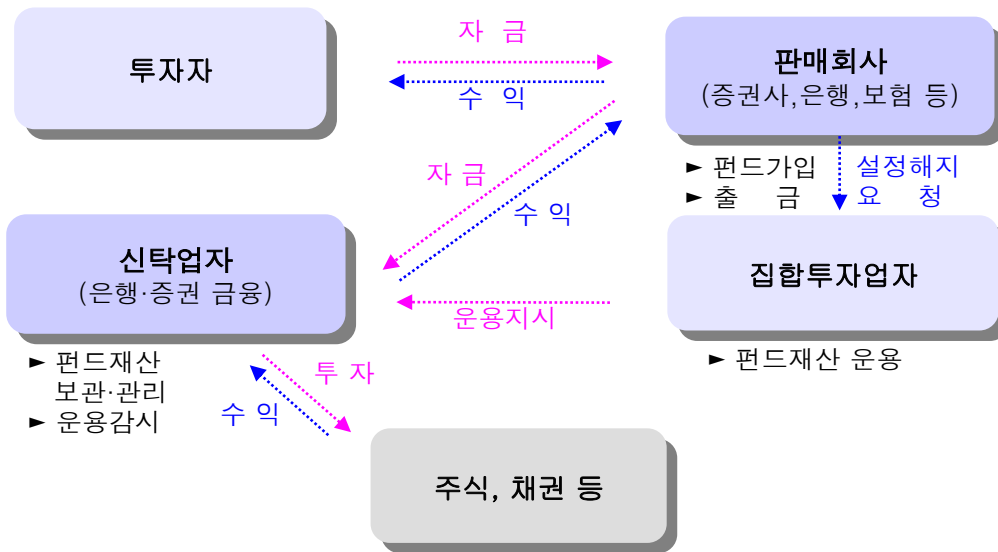 투자자
자 금
수 익
판매회사
(증권사,은행,보험 등)
► 펀드가입
► 출 금
설정해지
요 청
자 금
수 익
신탁업자
(은행·증권 금융)
집합투자업자
운용지시
► 펀드재산
보관·관리
► 운용감시
► 펀드재산 운용
투 자
수 익
주식, 채권 등